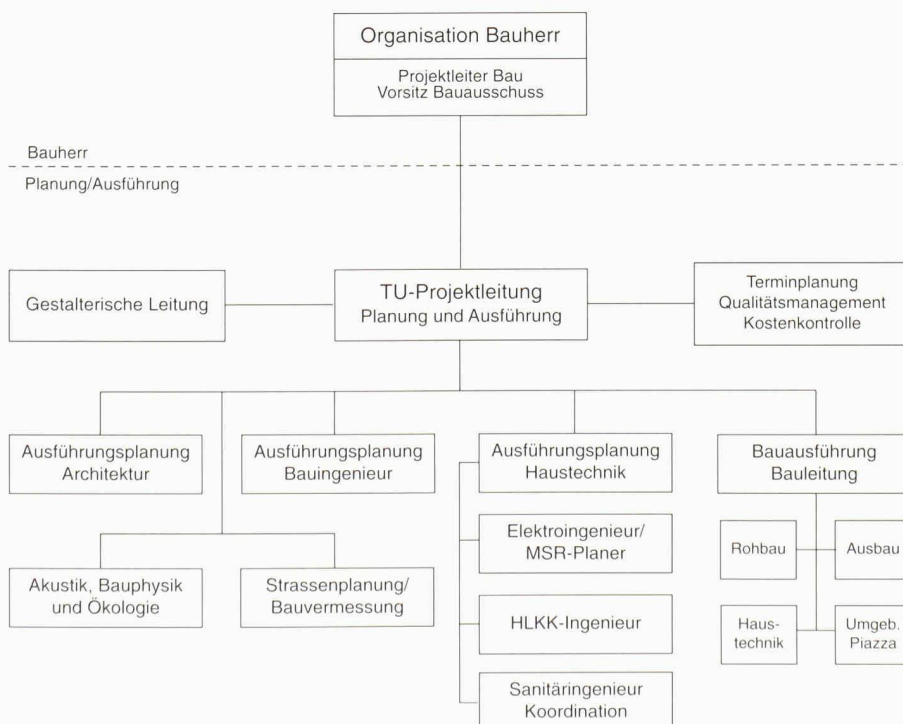 Organisation Bauherr
Projektleiter Bau
Vorsitz Bauausschuss
Bauherr
Planung/Ausführung
Gestalterische Leitung
TU-Projektleitung
Planung und Ausführung
Terminplanung
Qualitätsmanagement
Kostenkontrolle
Ausführungsplanung
Architektur
Ausführungsplanung
Bauingenieur
Ausführungsplanung
Haustechnik
Bauausführung
Bauleitung
Akustik, Bauphysik
und Ökologie
Strassenplanung/
Bauvermessung
Elektroingenieur/
MSR-Planer
HLKK-Ingenieur
Sanitäringenieur
Koordination
Rohbau
Ausbau
Haus-
technik
Umgeb.
Piazza